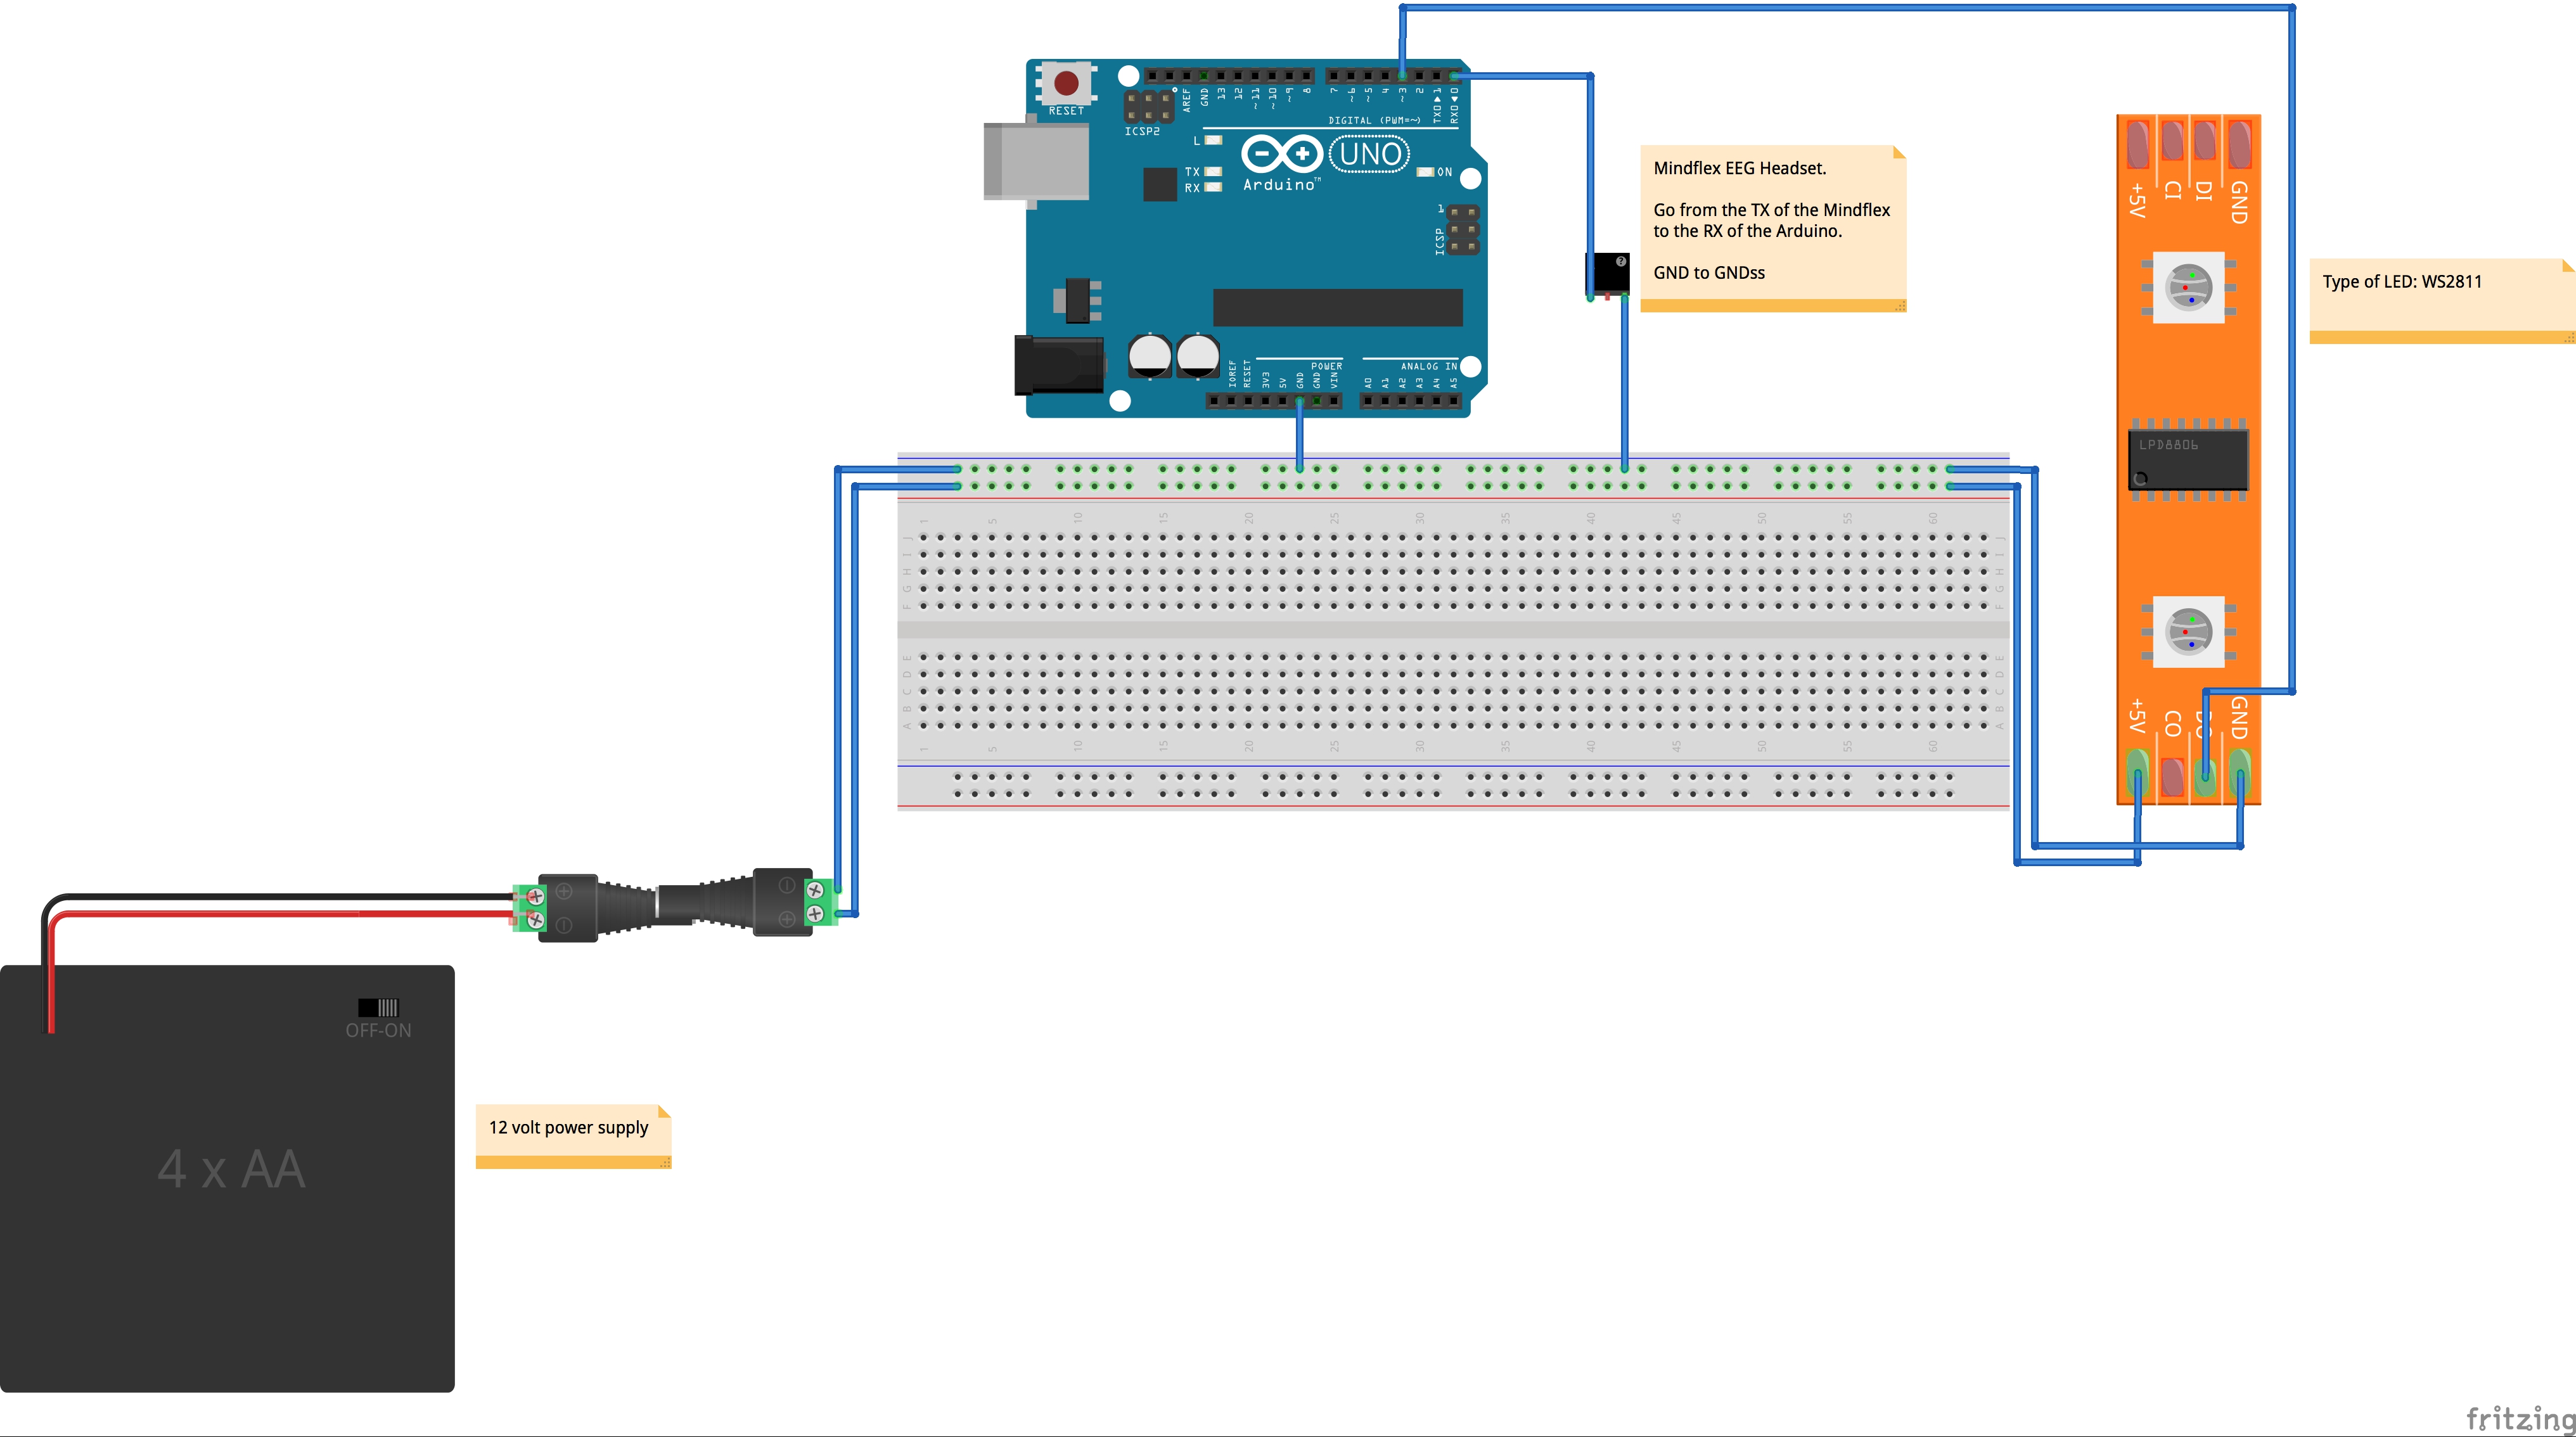 RESET
ICSP2
AREF
GND
13
12
~11
~10
~9
8
7
~6
~5
4
~3
2
TX0▶1
RX0◀0
DIGITAL (PWM=~)
L
TX
RX
UNO
Arduino™
ON
1
ICSP
IOREF
RESET
3V3
5V
GND
GND
VIN
POWER
A0
A1
A2
A3
A4
A5
ANALOG IN
?
Mindflex EEG Headset.
Go from the TX of the Mindflex
to the RX of the Arduino.
GND to GNDss
+5V
CI
DI
GND
LPD8806
+5V
CO
GND
Type of LED: WS2811
1 5 10 15 20 25 30 35 40 45 50 55 60
J J
I I
H H
G G
F F
E E
D D
C C
B B
A A
1 5 10 15 20 25 30 35 40 45 50 55 60
OFF-ON
4 x AA
12 volt power supply
fritzing